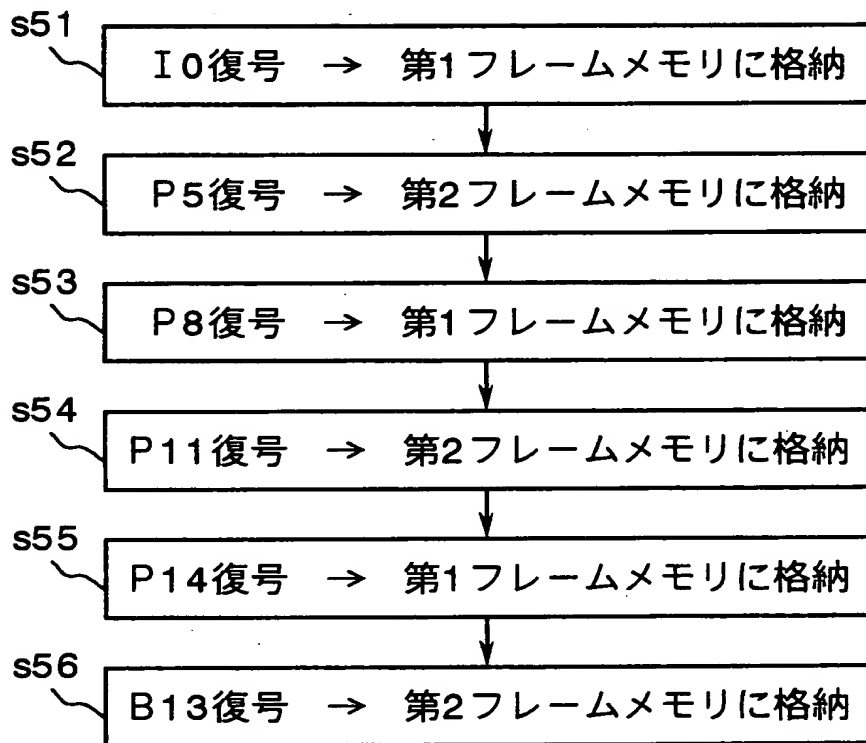 s51
I0復号 → 第1フレームメモリに格納
s52
P5復号 → 第2フレームメモリに格納
s53
P8復号 → 第1フレームメモリに格納
s54
P11復号 → 第2フレームメモリに格納
s55
P14復号 → 第1フレームメモリに格納
s56
B13復号 → 第2フレームメモリに格納